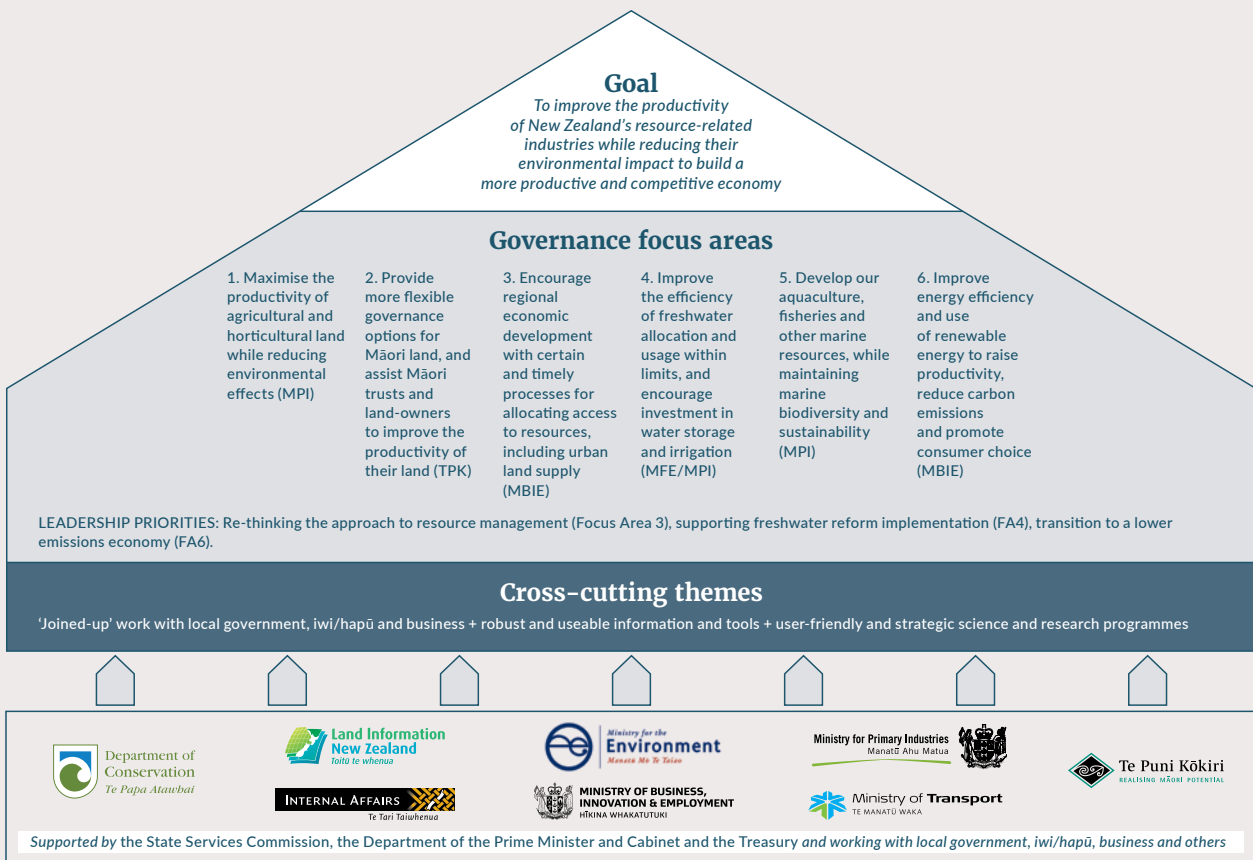 Goal
To improve the productivity
of New Zealand's resource-related
industries while reducing their
environmental impact to build a
more productive and competitive economy
Governance focus areas
1. Maximise the
productivity of
agricultural and
horticultural land
while reducing
environmental
effects (MPI)
2. Provide
more flexible
governance
options for
Māori land, and
assist Māori
trusts and
land-owners
to improve the
productivity of
their land (TPK)
3. Encourage
regional
economic
development
with certain
and timely
processes for
allocating access
to resources,
including urban
land supply
(MBIE)
4. Improve
the efficiency
of freshwater
allocation and
usage within
limits, and
encourage
investment in
water storage
and irrigation
(MFE/MPI)
5. Develop our
aquaculture,
fisheries and
other marine
resources, while
maintaining
marine
biodiversity and
sustainability
(MPI)
6. Improve
energy efficiency
and use
of renewable
energy to raise
productivity,
reduce carbon
emissions
and promote
consumer choice
(MBIE)
LEADERSHIP PRIORITIES: Re-thinking the approach to resource management (Focus Area 3), supporting freshwater reform implementation (FA4), transition to a lower
emissions economy (FA6).
Cross-cutting themes
‘Joined-up’ work with local government, iwi/hapū and business + robust and useable information and tools + user-friendly and strategic science and research programmes
Department of
Conservation
Te Papa Atawhai
Land Information
New Zealand
Toitū te whenua
INTERNAL AFFAIRS
Te Tari Taiwhenua
Ministry for the
Environment
Manatū Mō Te Taiao
MINISTRY OF BUSINESS,
INNOVATION & EMPLOYMENT
HĪKINA WHAKATUTUKI
Ministry for Primary Industries
Manatū Ahu Matua
Ministry of Transport
TE MANATŪ WAKA
Te Puni Kōkiri
REALISING MĀORI POTENTIAL
Supported by the State Services Commission, the Department of the Prime Minister and Cabinet and the Treasury and working with local government, iwi/hapū, business and others